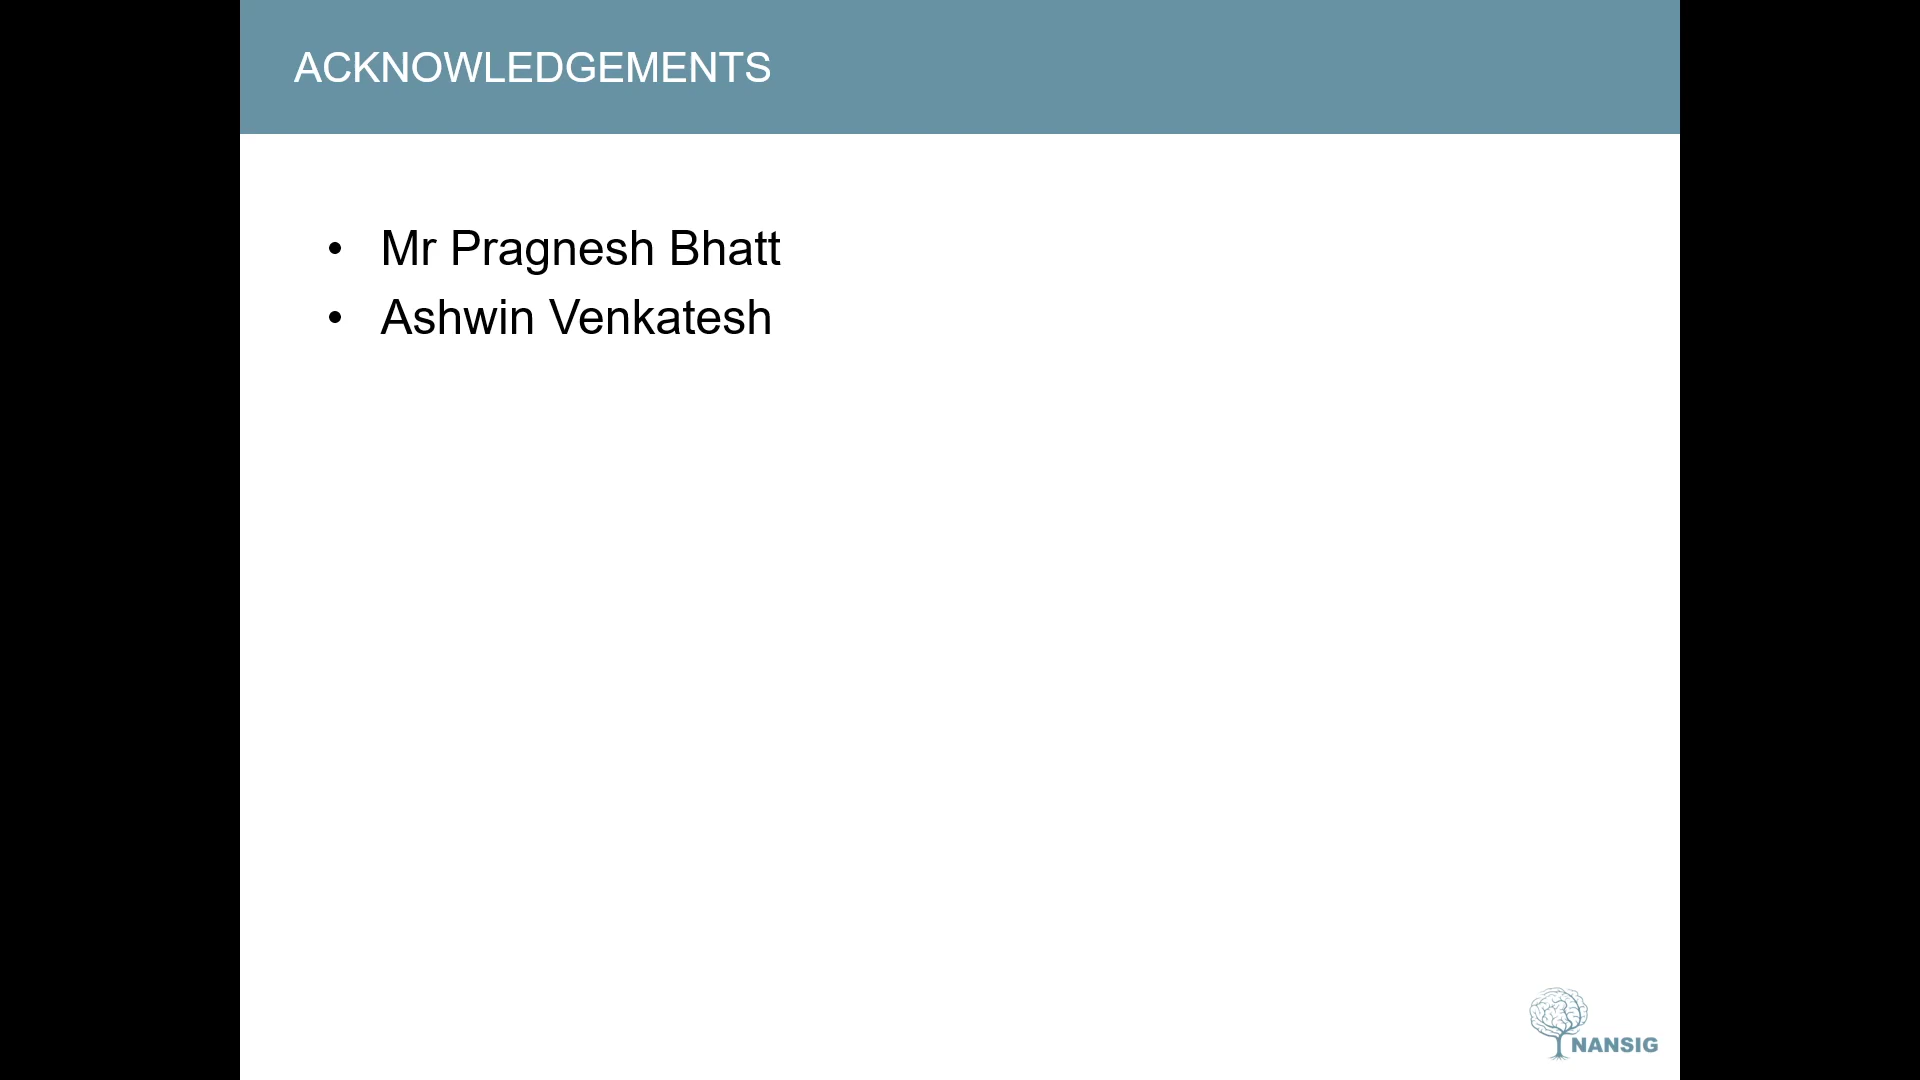 ACKNOWLEDGEMENTS
• Mr Pragnesh Bhatt
• Ashwin Venkatesh
NANSIG